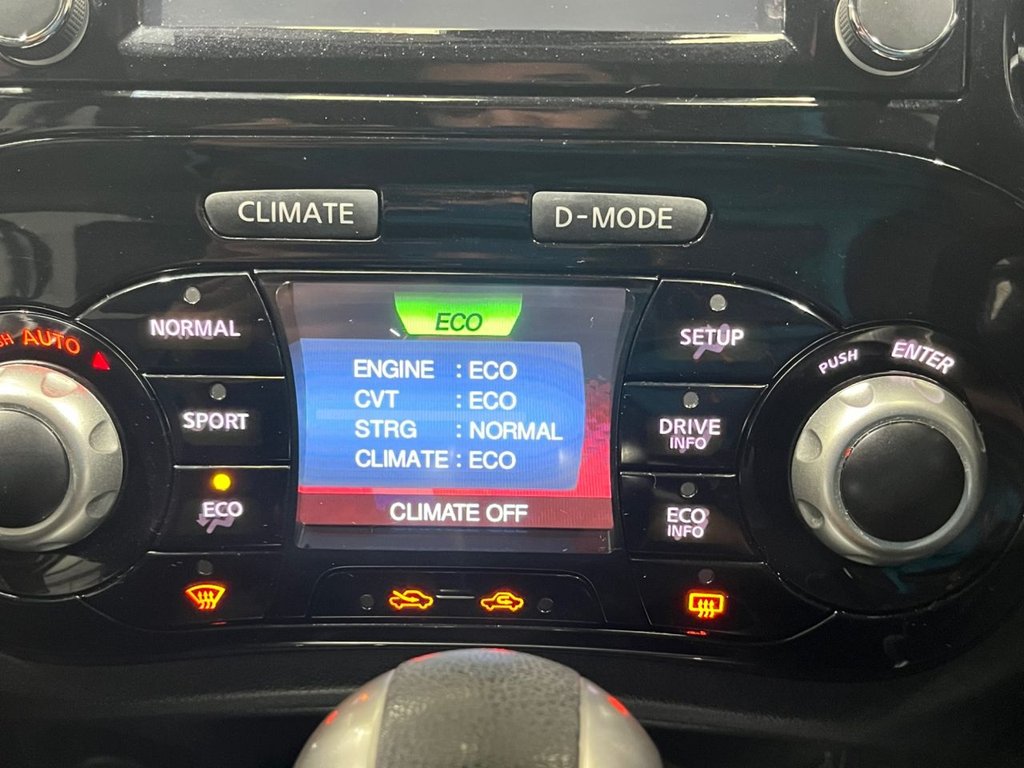 CLIMATE
D-MODE
NORMAL
AUTO
SPORT
ECO
ECO
ENGINE : ECO
CVT : ECO
STRG : NORMAL
CLIMATE : ECO
CLIMATE OFF
SETUP
DRIVE
INFO
ECO
INFO
PUSH ENTER